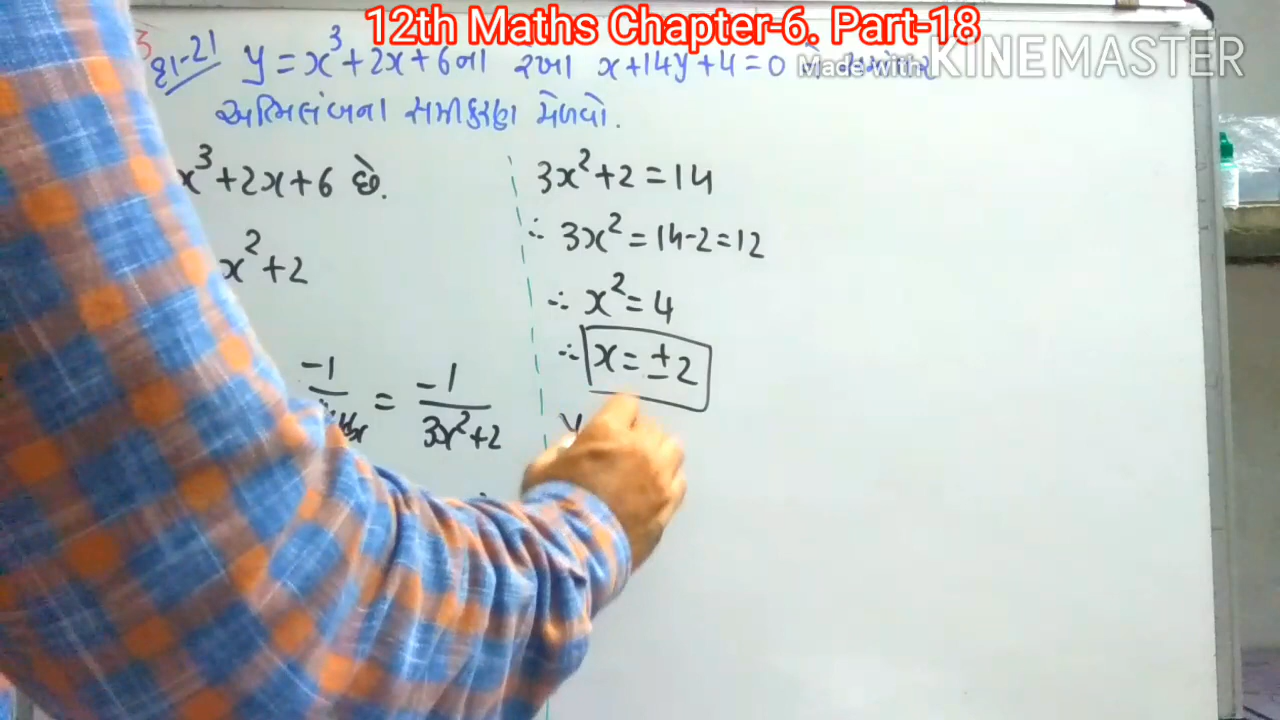 12th Maths Chapter-6. Part-18
Made with KINEMASTER
દા-21 y = x³+2x+6ના રેખા x+14y+4=0
અભિલંબના સમીકરણ મેળવો.
x³+2x+6 છે.
x²+2
-1 = -1/3x²+2
3x²+2=14
∴ 3x²=14-2=12
∴ x²=4
∴ x=±2
y